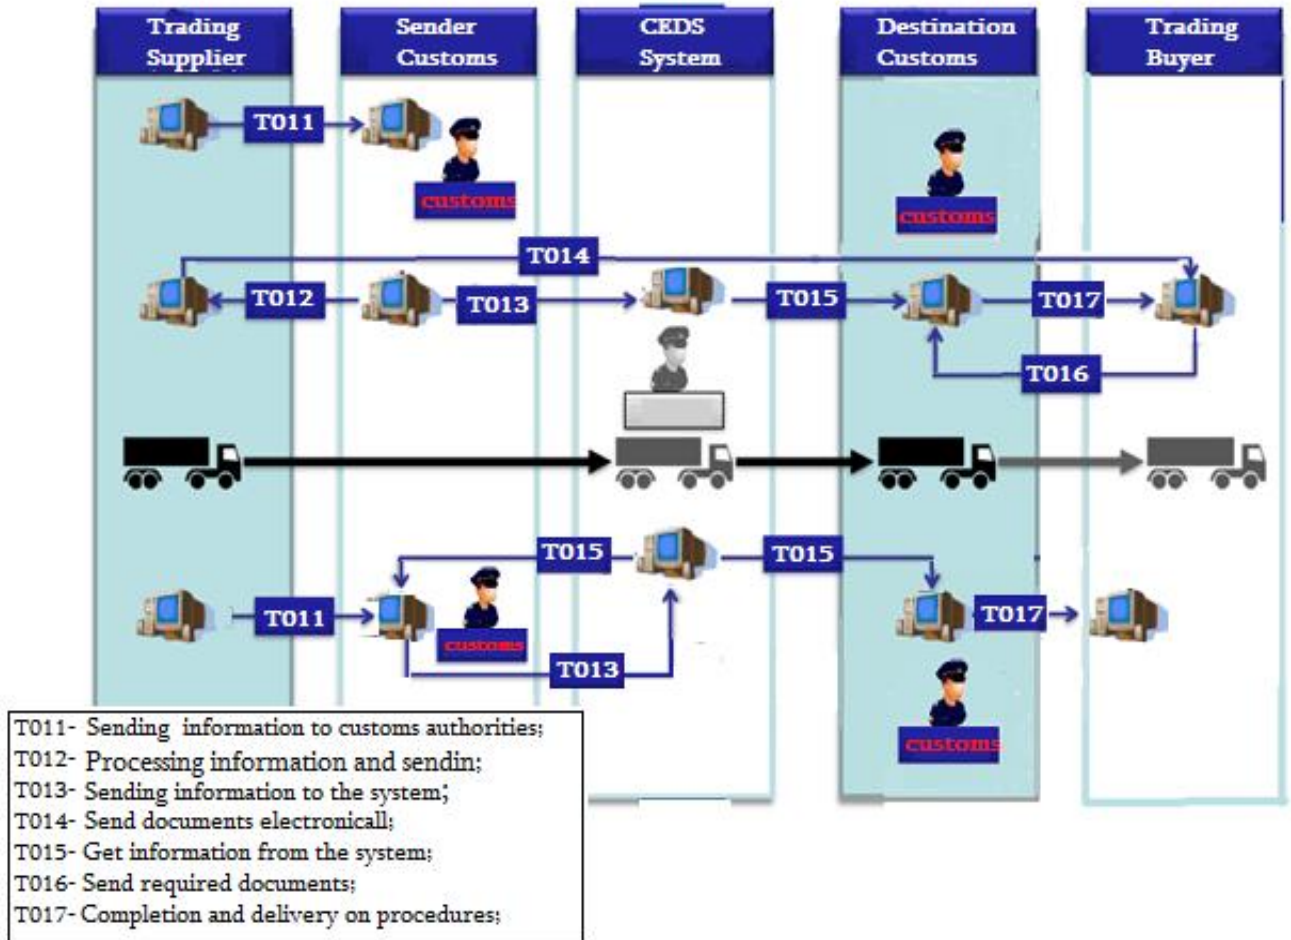 Trading
Supplier
Sender
Customs
CEDS
System
Destination
Customs
Trading
Buyer
T011
customs
customs
T014
T012
T013
T015
T017
T016
T015
T015
T011
customs
T017
T013
customs
T011- Sending information to customs authorities;
T012- Processing information and sendin;
T013- Sending information to the system;
T014- Send documents electronicall;
T015- Get information from the system;
T016- Send required documents;
T017- Completion and delivery on procedures;